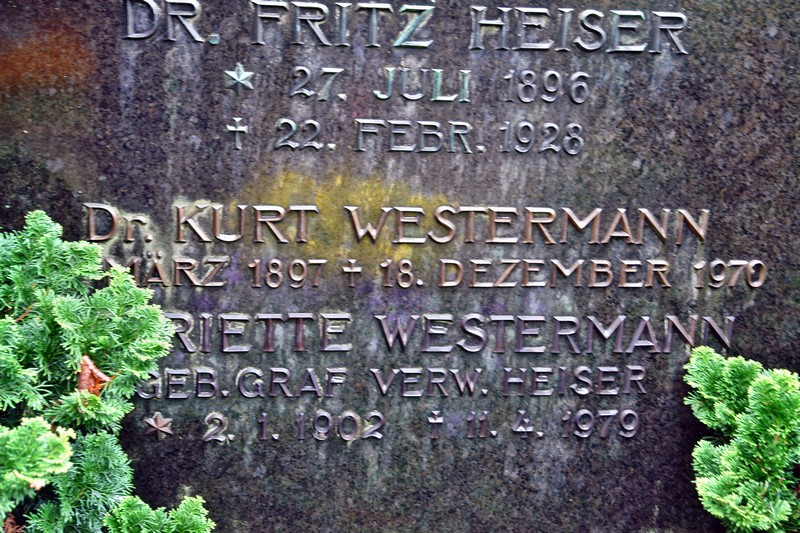 DR. FRITZ HEISER
27. JULI 1896
† 22. FEBR. 1928
Dr. KURT WESTERMANN
MÄRZ 1897 † 18. DEZEMBER 1970
RIETTE WESTERMANN
GEB. GRAF VERW. HEISER
2. 1. 1902 † 11. 4. 1979